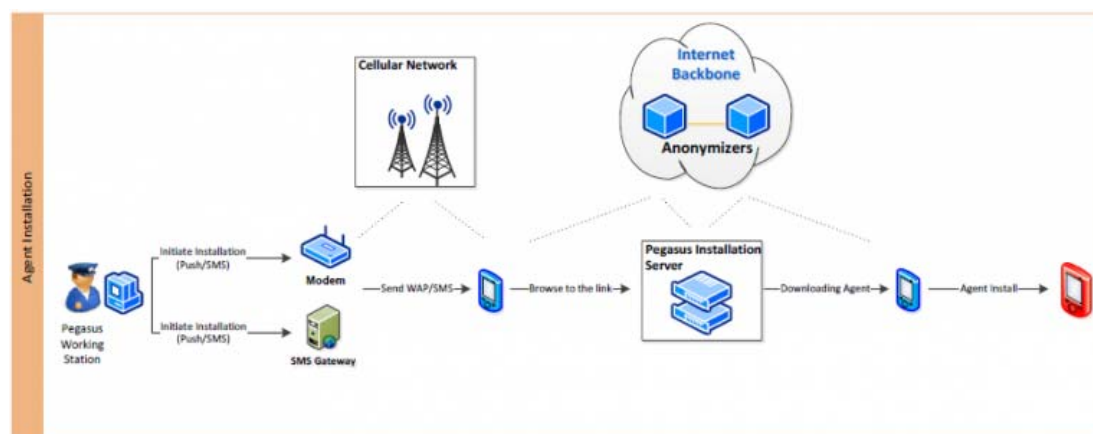 Agent Installation
Cellular Network
Internet
Backbone
Anonymizers
Initiate Installation
(Push/SMS)
Modem
Pegasus Installation
Server
Send WAP/SMS
Browse to the link
Downloading Agent
Agent Install
Pegasus
Working
Station
Initiate Installation
(Push/SMS)
SMS Gateway